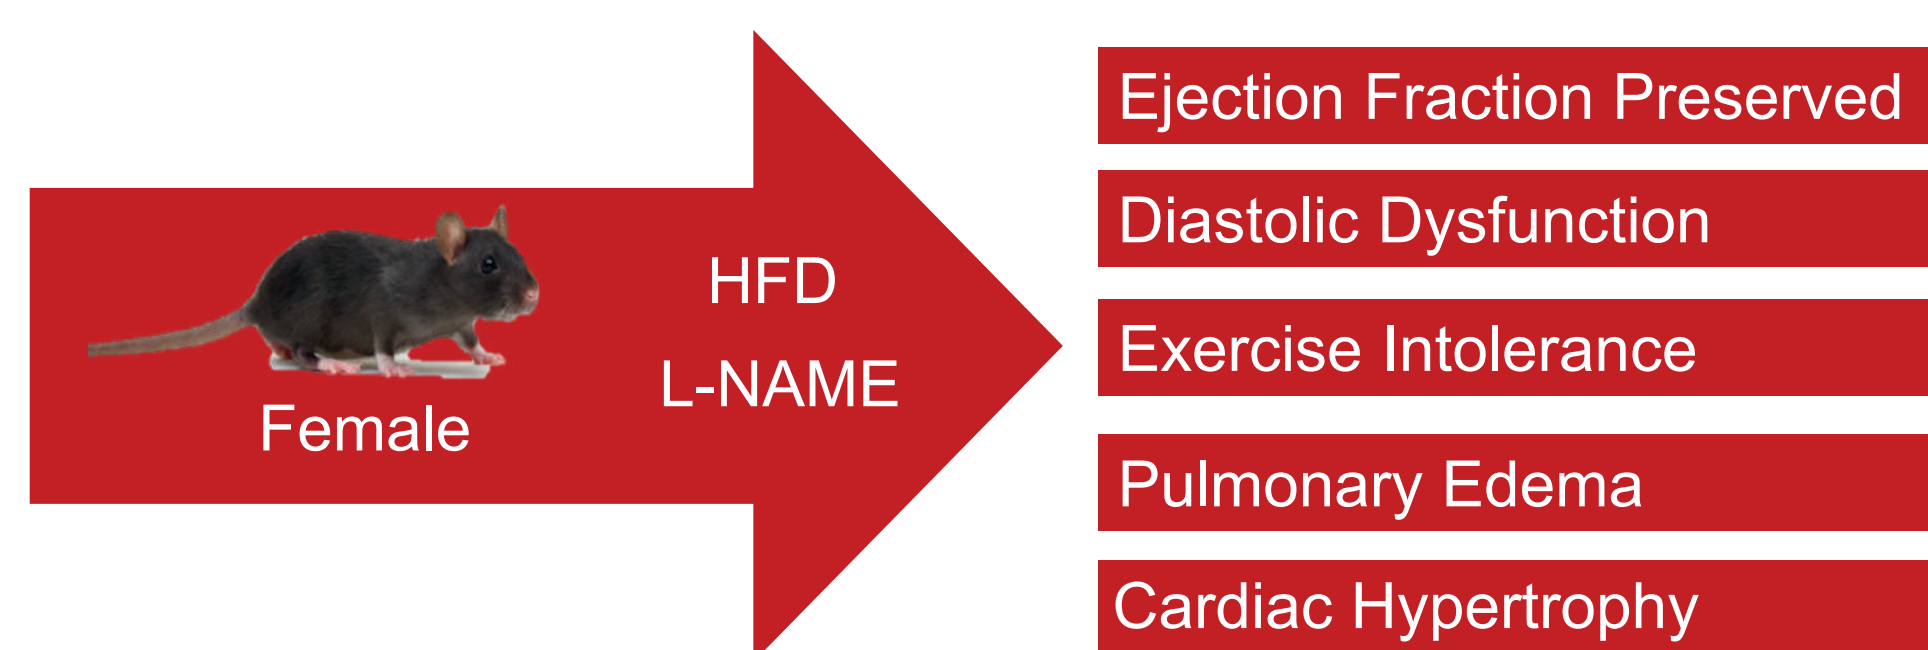 Female
HFD
L-NAME
Ejection Fraction Preserved
Diastolic Dysfunction
Exercise Intolerance
Pulmonary Edema
Cardiac Hypertrophy